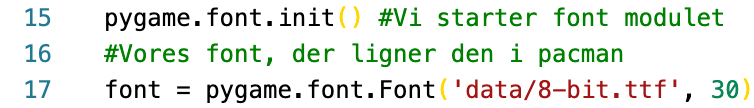 15 pygame.font.init() #Vi starter font modulet
16 #Vores font, der ligner den i pacman
17 font = pygame.font.Font('data/8-bit.ttf', 30)